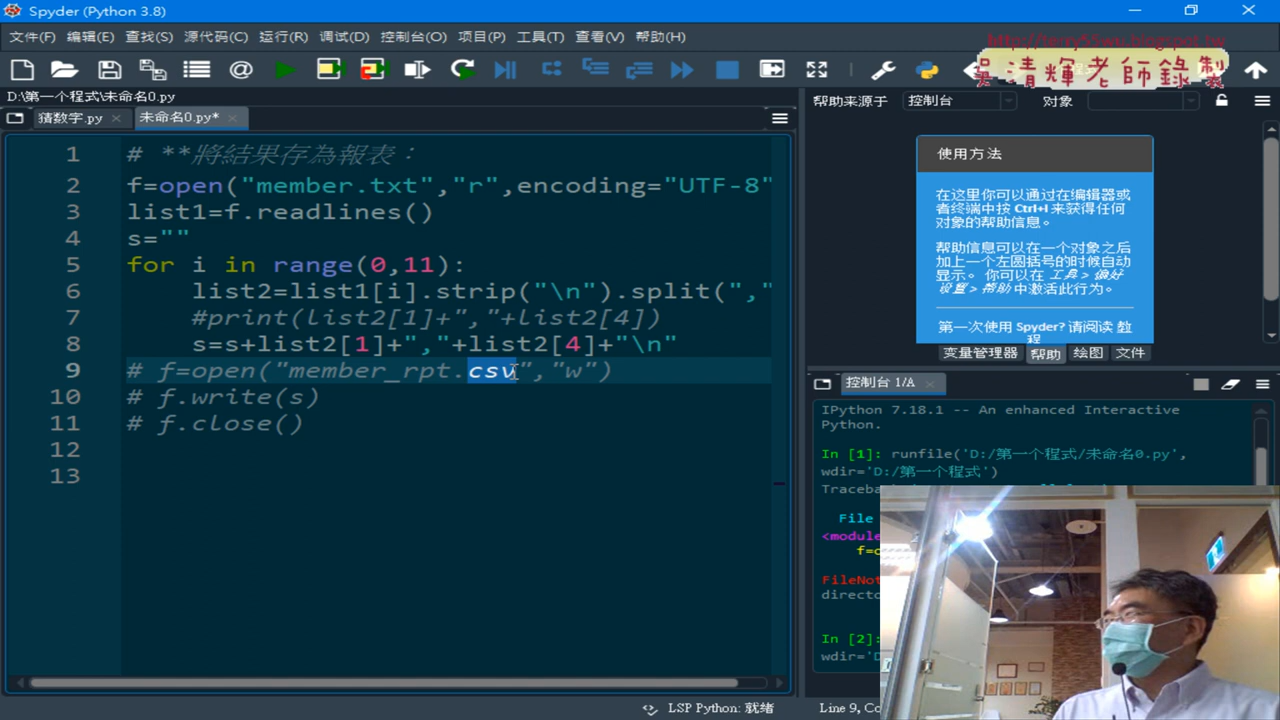 Spyder (Python 3.8)
文件(F) 编辑(E) 查找(S) 源代码(C) 运行(R) 调试(D) 控制台(O) 项目(P) 工具(T) 查看(V) 帮助(H)
http://terry55wu.blogspot.tw
吳清輝老師錄製
D:\第一个程式\未命名0.py
猜数字.py
未命名0.py*
1 # **將結果存為報表：
2 f=open("member.txt","r",encoding="UTF-8"
3 list1=f.readlines()
4 s=""
5 for i in range(0,11):
6 list2=list1[i].strip("\n").split(","
7 #print(list2[1]+","+list2[4])
8 s=s+list2[1]+","+list2[4]+"\n"
9 # f=open("member_rpt.csv","w")
10 # f.write(s)
11 # f.close()
12
13
帮助来源于 控制台 对象
使用方法
在这里你可以通过在编辑器或
者终端中按 Ctrl+I 来获得任何
对象的帮助信息。
帮助信息可以在一个对象之后
加上一个左圆括号的时候自动
显示。 你可以在 工具 > 偏好
设置 > 帮助 中激活此行为。
第一次使用 Spyder? 请阅读 教
程
变量管理器 帮助 绘图 文件
控制台 1/A
IPython 7.18.1 -- An enhanced Interactive
Python.
In [1]: runfile('D:/第一个程式/未命名0.py',
wdir='D:/第一个程式')
Traceba
File
<module
f=o
FileNot
directo
In [2]:
wdir='D
LSP Python: 就绪
Line 9, Co